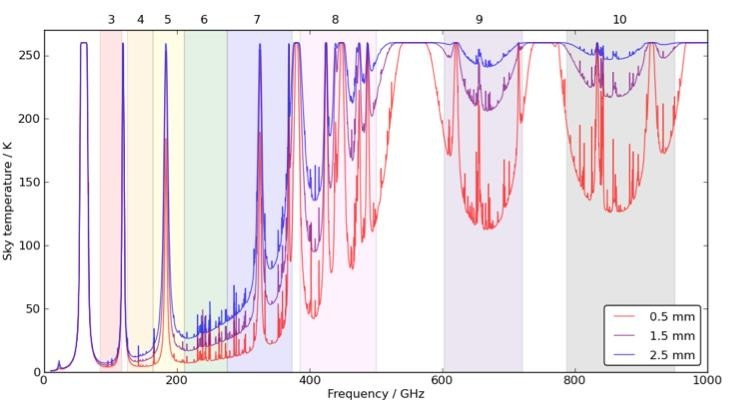 3 4 5 6 7 8 9 10
250
200
150
100
50
0
Sky temperature / K
0.5 mm
1.5 mm
2.5 mm
0 200 400 600 800 1000
Frequency / GHz